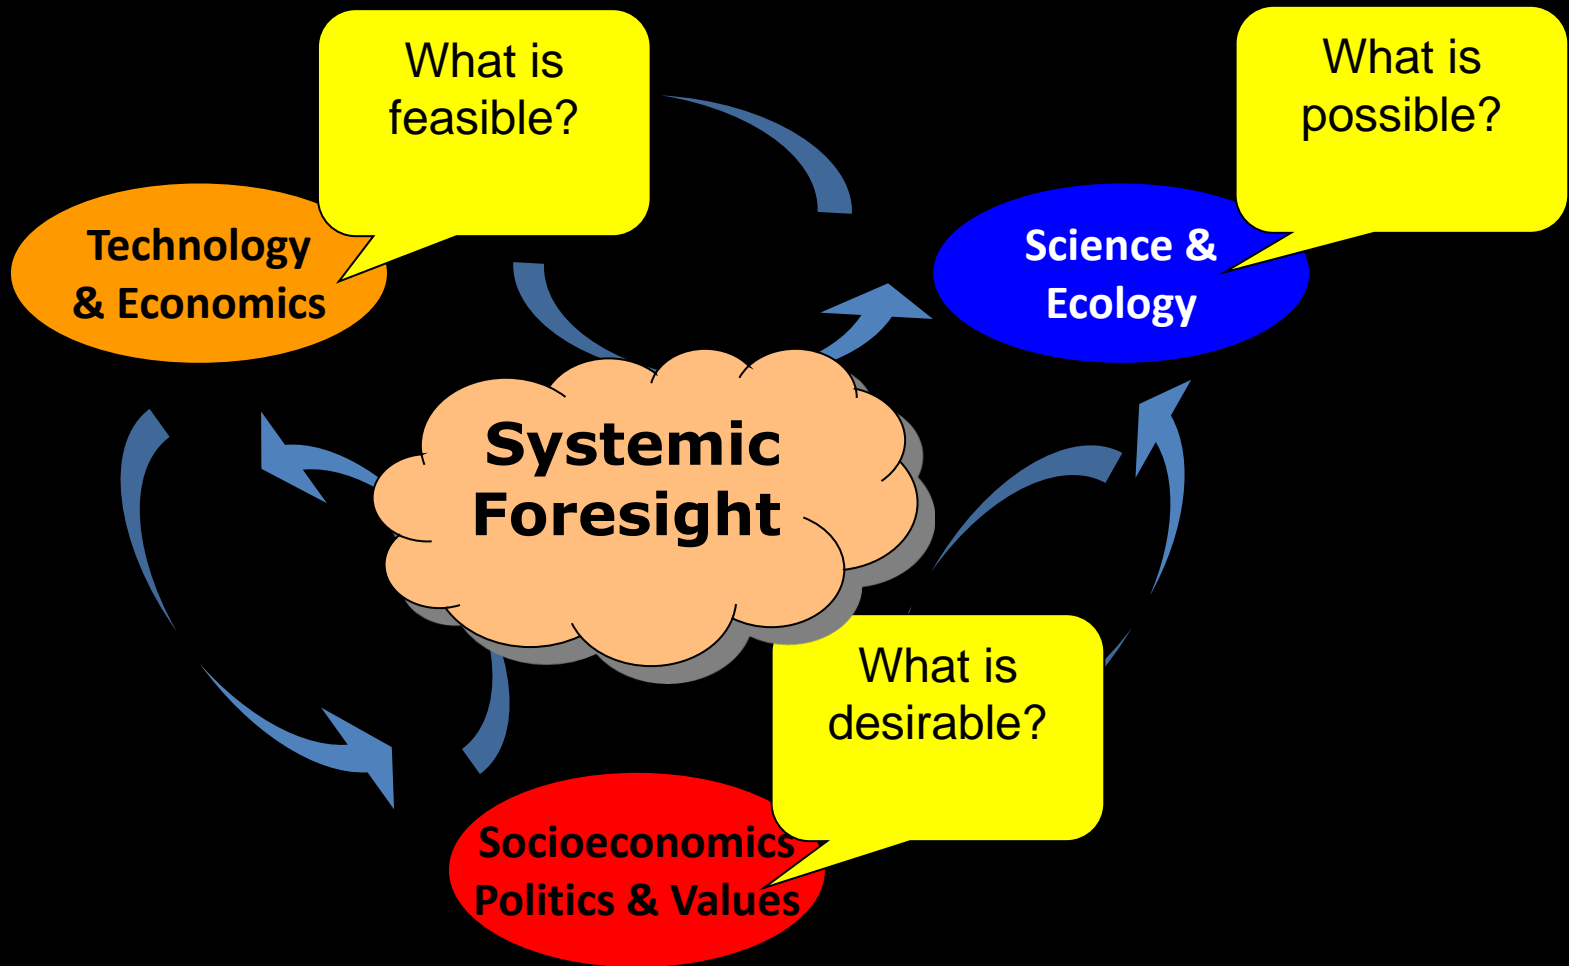 What is
feasible?
What is
possible?
Technology
& Economics
Science &
Ecology
Systemic
Foresight
What is
desirable?
Socioeconomics
Politics & Values